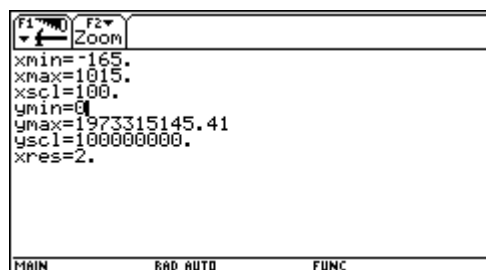 F1 F2
Zoom
xmin=-165.
xmax=1015.
xscl=100.
ymin=0
ymax=1973315145.41
yscl=100000000.
xres=2.
MAIN RAD AUTO FUNC